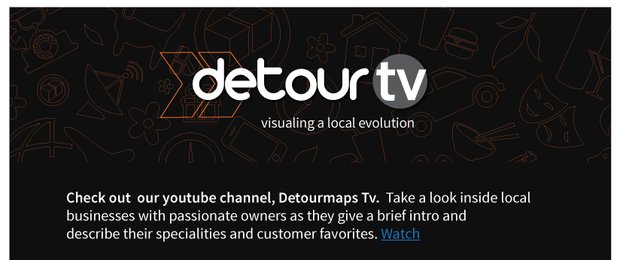 detour tv
visualing a local evolution
Check out  our youtube channel, Detourmaps Tv.  Take a look inside local
businesses with passionate owners as they give a brief intro and
describe their specialities and customer favorites. Watch